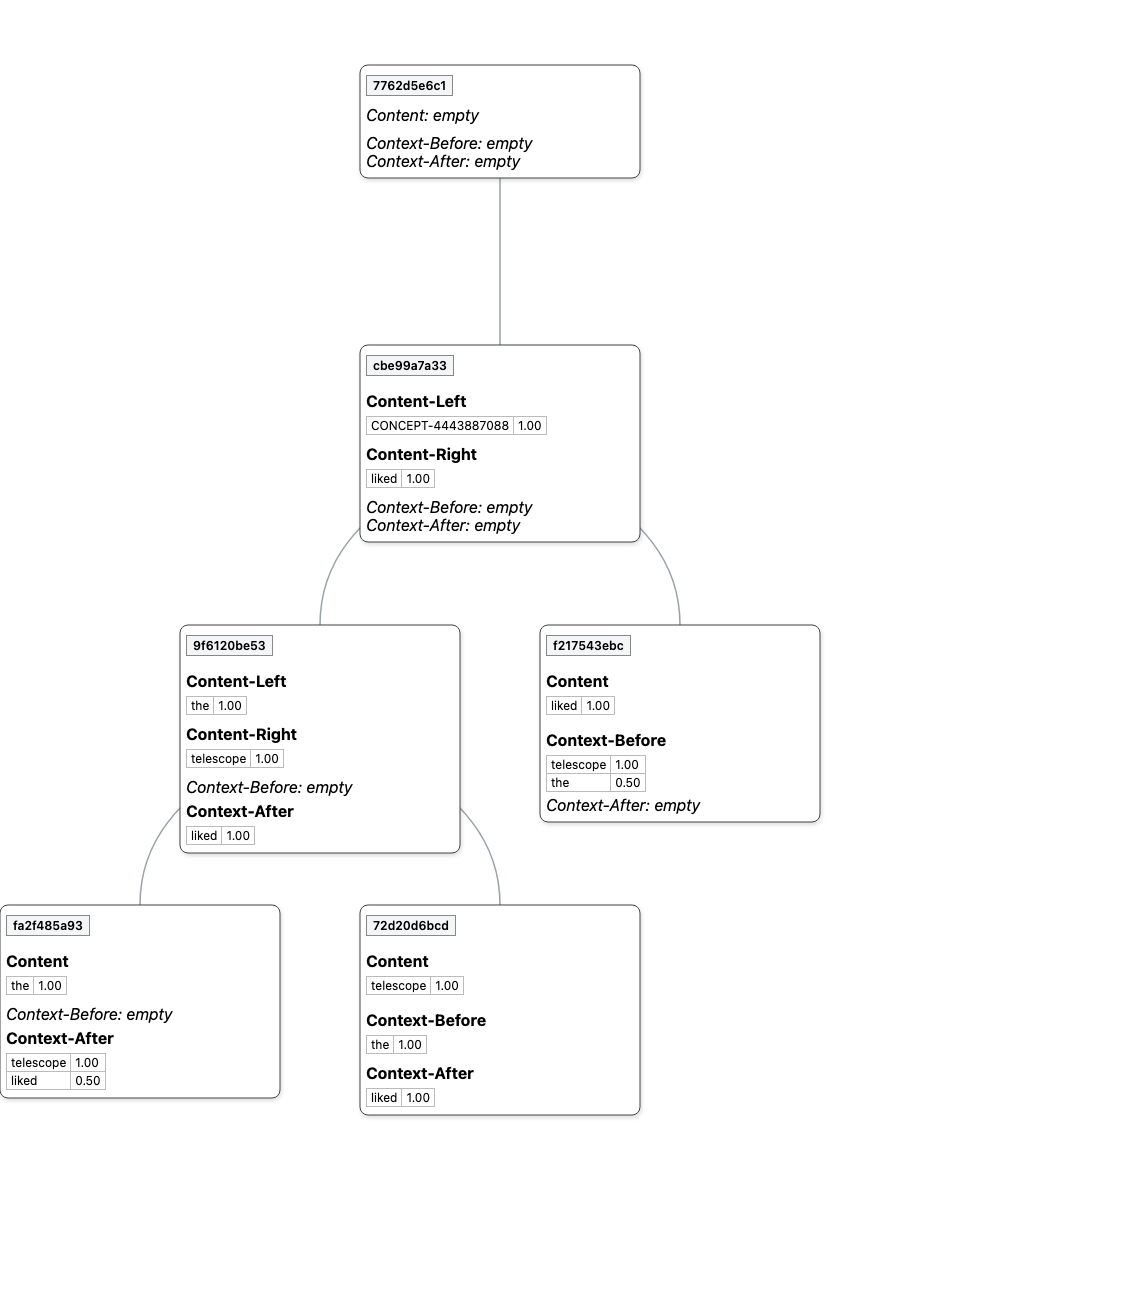 7762d5e6c1
Content: empty
Context-Before: empty
Context-After: empty
cbe99a7a33
Content-Left
CONCEPT-4443887088 1.00
Content-Right
liked 1.00
Context-Before: empty
Context-After: empty
9f6120be53
Content-Left
the 1.00
Content-Right
telescope 1.00
Context-Before: empty
Context-After
liked 1.00
f217543ebc
Content
liked 1.00
Context-Before
telescope 1.00
the 0.50
Context-After: empty
fa2f485a93
Content
the 1.00
Context-Before: empty
Context-After
telescope 1.00
liked 0.50
72d20d6bcd
Content
telescope 1.00
Context-Before
the 1.00
Context-After
liked 1.00